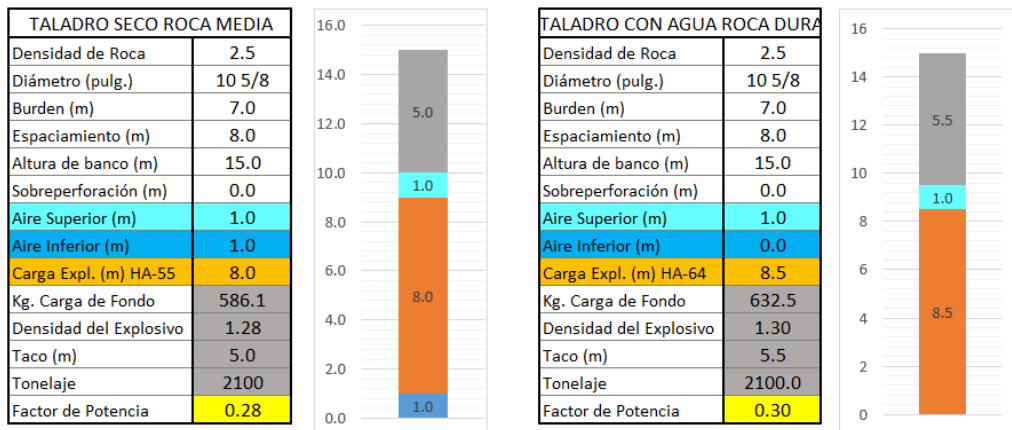 TALADRO SECO ROCA MEDIA
Densidad de Roca 2.5
Diámetro (pulg.) 10 5/8
Burden (m) 7.0
Espaciamiento (m) 8.0
Altura de banco (m) 15.0
Sobreperforación (m) 0.0
Aire Superior (m) 1.0
Aire Inferior (m) 1.0
Carga Expl. (m) HA-55 8.0
Kg. Carga de Fondo 586.1
Densidad del Explosivo 1.28
Taco (m) 5.0
Tonelaje 2100
Factor de Potencia 0.28
16.0
14.0
12.0
10.0
8.0
6.0
4.0
2.0
0.0
5.0
1.0
8.0
1.0
TALADRO CON AGUA ROCA DURA
Densidad de Roca 2.5
Diámetro (pulg.) 10 5/8
Burden (m) 7.0
Espaciamiento (m) 8.0
Altura de banco (m) 15.0
Sobreperforación (m) 0.0
Aire Superior (m) 1.0
Aire Inferior (m) 0.0
Carga Expl. (m) HA-64 8.5
Kg. Carga de Fondo 632.5
Densidad del Explosivo 1.30
Taco (m) 5.5
Tonelaje 2100.0
Factor de Potencia 0.30
16
14
12
10
8
6
4
2
0
5.5
1.0
8.5